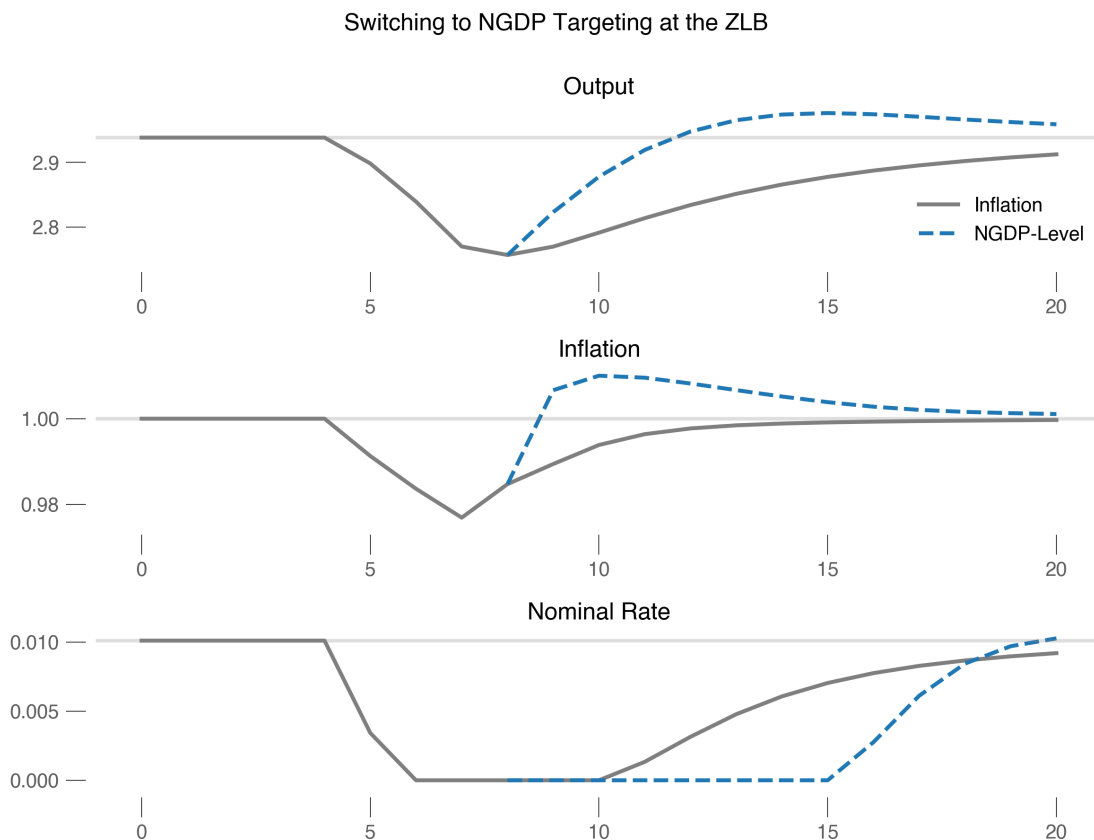 Switching to NGDP Targeting at the ZLB
Output
2.9
2.8
Inflation
NGDP-Level
0 5 10 15 20
Inflation
1.00
0.98
0 5 10 15 20
Nominal Rate
0.010
0.005
0.000
0 5 10 15 20